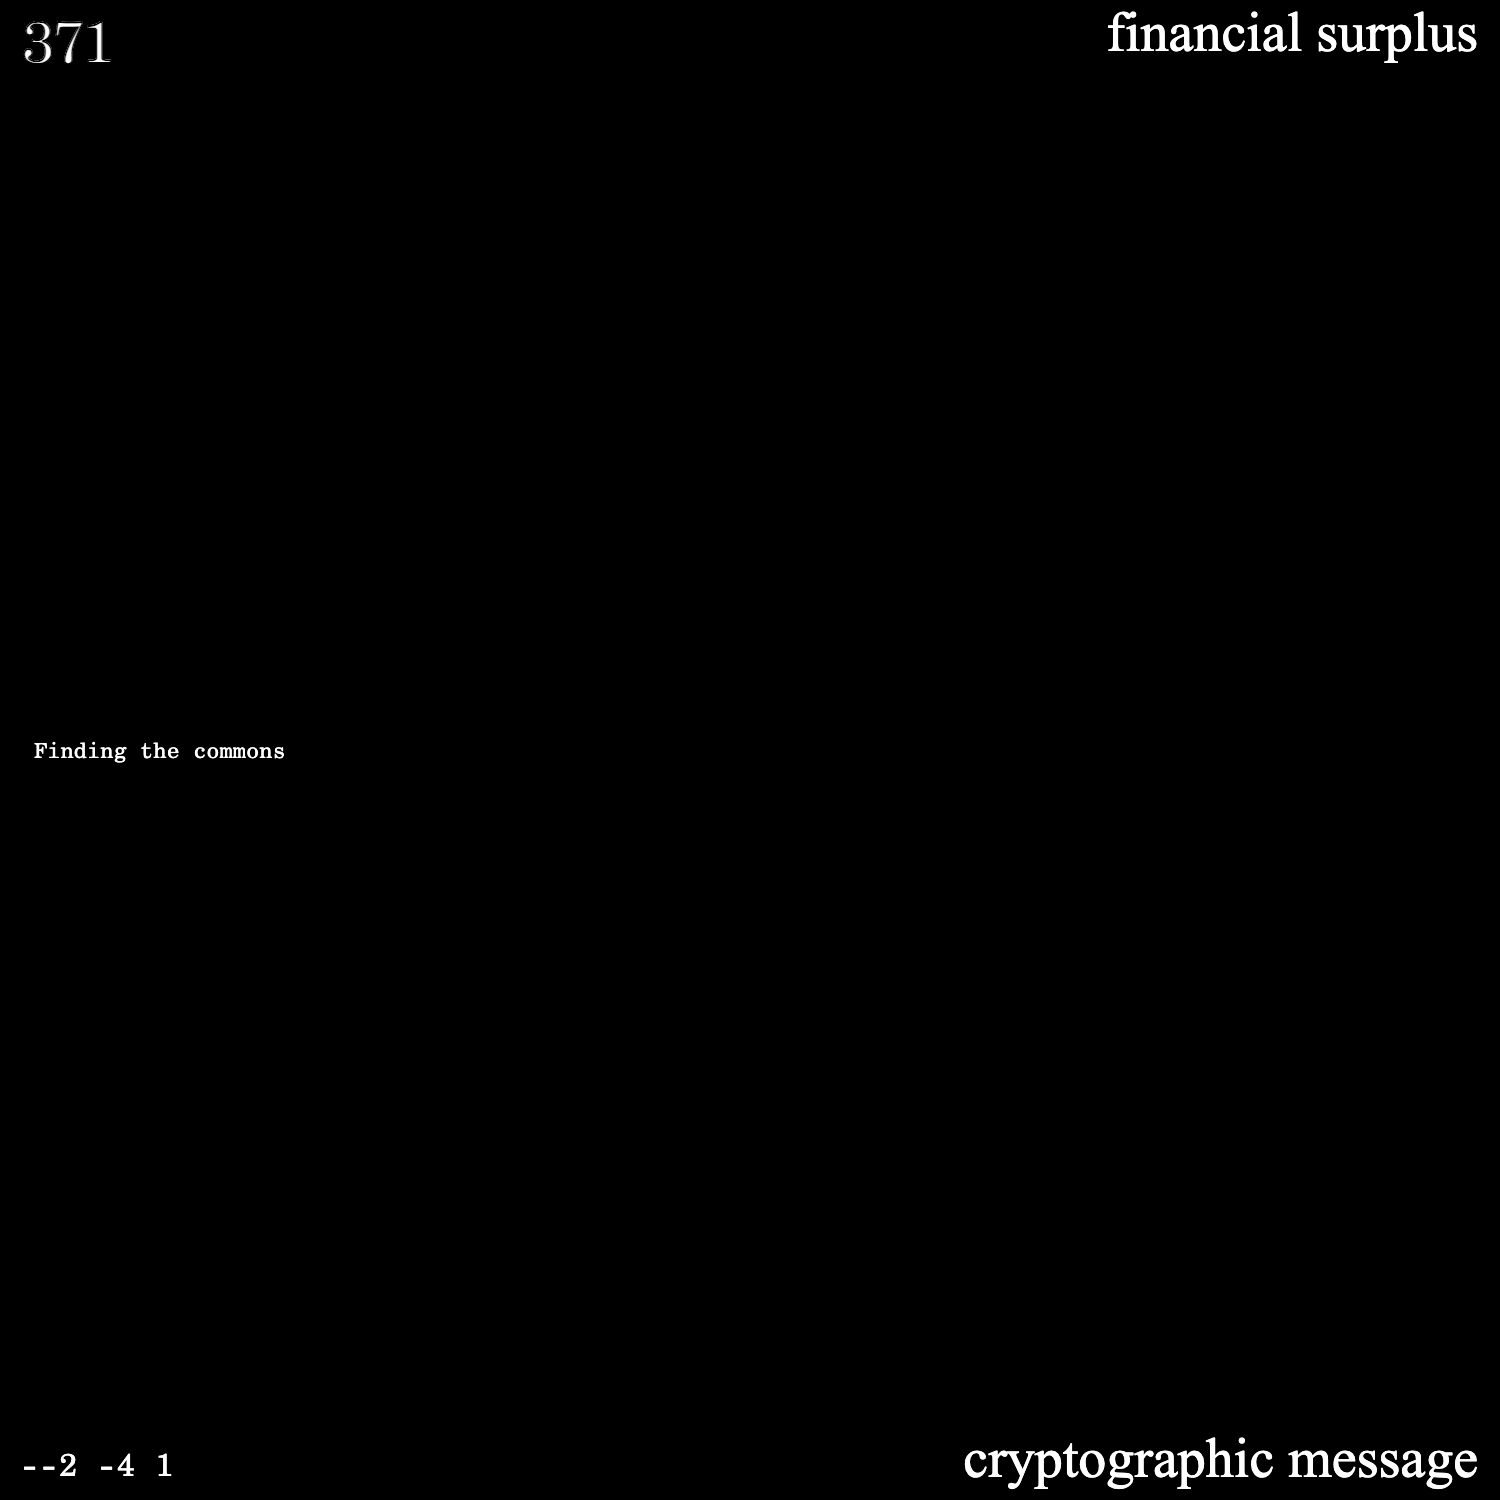 371
financial surplus
Finding the commons
--2 -4 1
cryptographic message